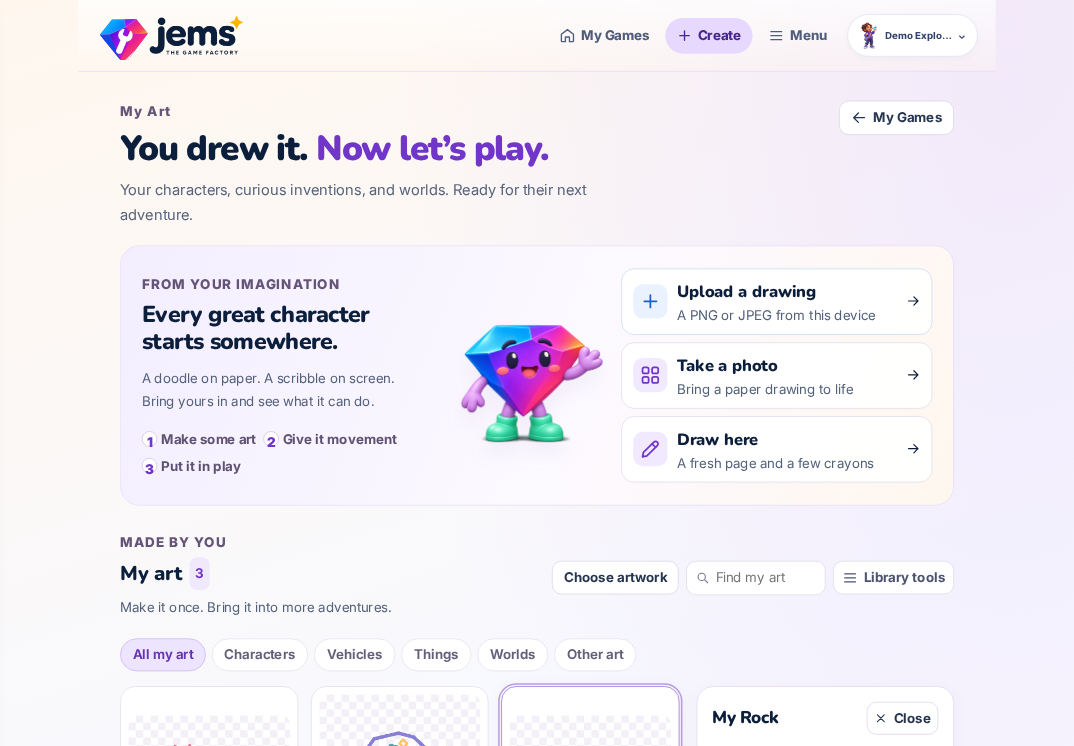 jems
THE GAME FACTORY
My Games
Create
Menu
Demo Explo...
My Art
My Games
You drew it. Now let's play.
Your characters, curious inventions, and worlds. Ready for their next
adventure.
FROM YOUR IMAGINATION
Every great character
starts somewhere.
A doodle on paper. A scribble on screen.
Bring yours in and see what it can do.
1 Make some art 2 Give it movement
3 Put it in play
Upload a drawing
A PNG or JPEG from this device
Take a photo
Bring a paper drawing to life
Draw here
A fresh page and a few crayons
MADE BY YOU
My art 3
Make it once. Bring it into more adventures.
Choose artwork
Find my art
Library tools
All my art
Characters
Vehicles
Things
Worlds
Other art
My Rock
Close